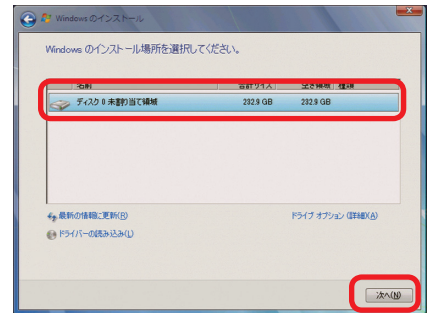 Windows のインストール
Windows のインストール場所を選択してください。
名前 合計サイズ 空き領域 種類
ディスク 0 未割り当て領域 232.9 GB 232.9 GB
最新の情報に更新(R) ドライブ オプション (詳細)(A)
ドライバーの読み込み(L)
次へ(N)